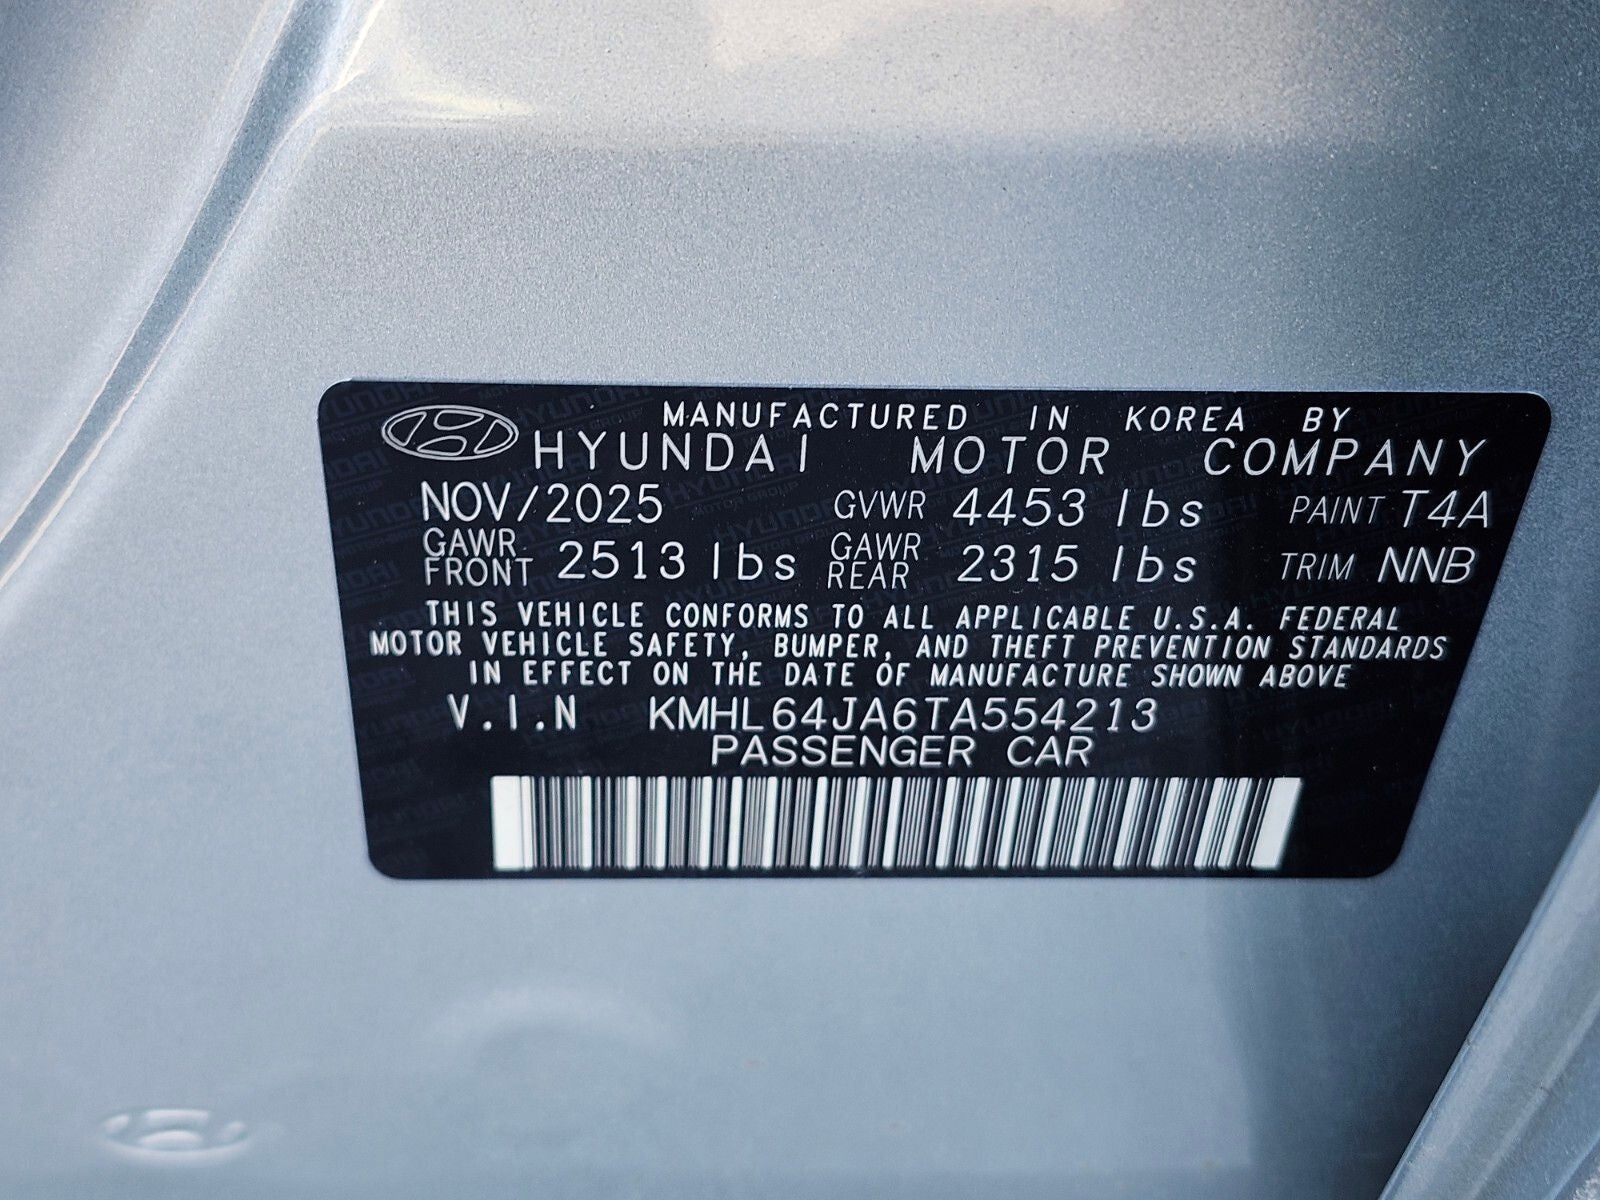 MANUFACTURED IN KOREA BY
HYUNDAI MOTOR COMPANY
NOV/2025 GVWR 4453 lbs PAINT T4A
GAWR FRONT 2513 lbs GAWR REAR 2315 lbs TRIM NNB
THIS VEHICLE CONFORMS TO ALL APPLICABLE U.S.A. FEDERAL
MOTOR VEHICLE SAFETY, BUMPER, AND THEFT PREVENTION STANDARDS
IN EFFECT ON THE DATE OF MANUFACTURE SHOWN ABOVE
V.I.N KMHL64JA6TA554213
PASSENGER CAR